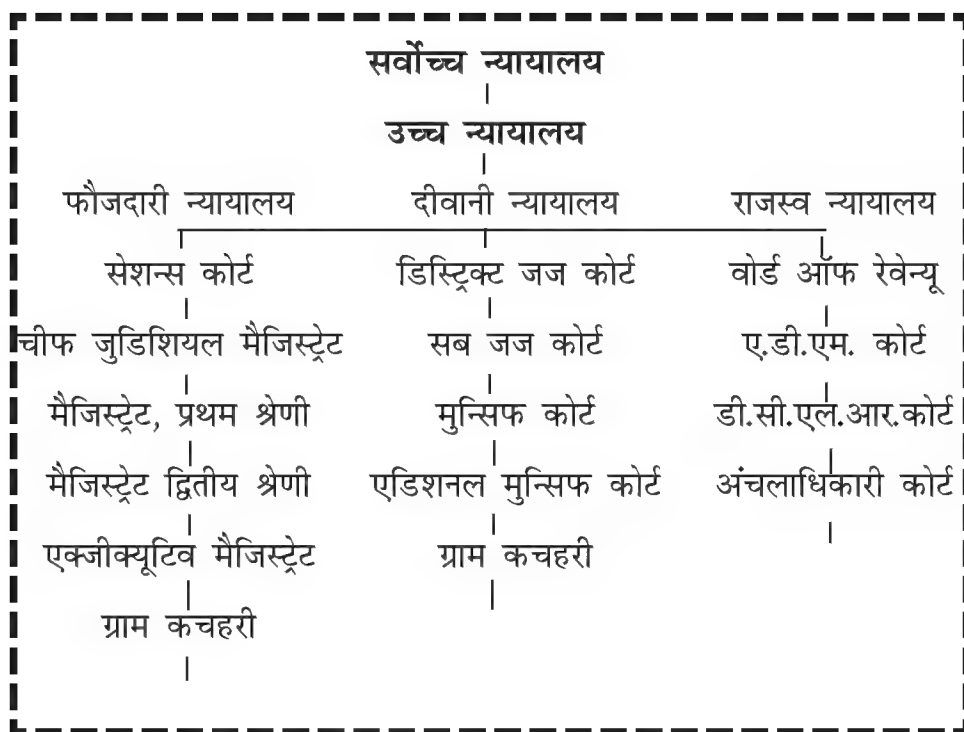 सर्वोच्च न्यायालय
उच्च न्यायालय
फौजदारी न्यायालय दीवानी न्यायालय राजस्व न्यायालय
सेशन्स कोर्ट डिस्ट्रिक्ट जज कोर्ट वोर्ड ऑफ रेवेन्यू
चीफ जुडिशियल मैजिस्ट्रेट सब जज कोर्ट ए.डी.एम. कोर्ट
मैजिस्ट्रेट, प्रथम श्रेणी मुन्सिफ कोर्ट डी.सी.एल.आर.कोर्ट
मैजिस्ट्रेट द्वितीय श्रेणी एडिशनल मुन्सिफ कोर्ट अंचलाधिकारी कोर्ट
एक्जीक्यूटिव मैजिस्ट्रेट ग्राम कचहरी
ग्राम कचहरी